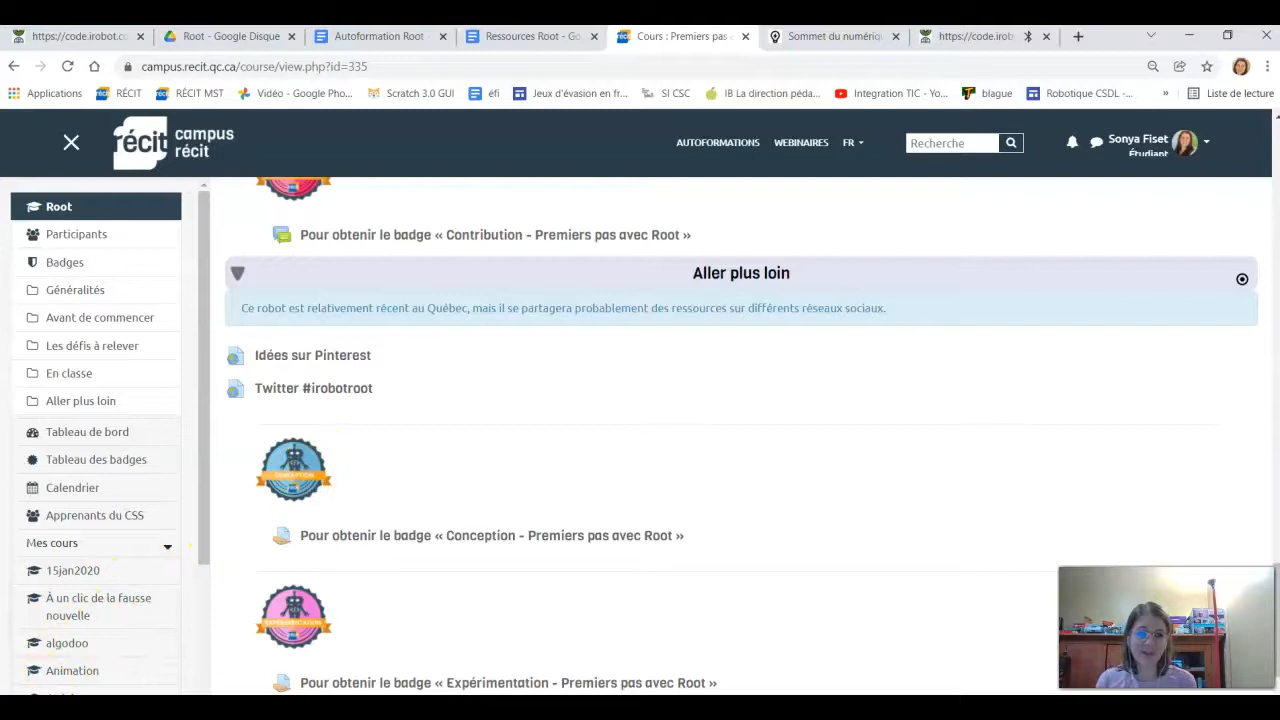 https://code.irobot.co
Root - Google Disque
Autoformation Root
Ressources Root - Go
Cours : Premiers pas
Sommet du numériq
https://code.irob
campus.recit.qc.ca/course/view.php?id=335
Applications
RÉCIT
RÉCIT MST
Vidéo - Google Pho...
Scratch 3.0 GUI
éfi
Jeux d'évasion en fr...
SI CSC
IB La direction péda...
Integration TIC - Yo...
blague
Robotique CSDL -...
»
Liste de lecture
récit
campus
récit
AUTOFORMATIONS
WEBINAIRES
FR
Recherche
Sonya Fiset
Étudiant
Root
Participants
Badges
Généralités
Avant de commencer
Les défis à relever
En classe
Aller plus loin
Tableau de bord
Tableau des badges
Calendrier
Apprenants du CSS
Mes cours
15jan2020
À un clic de la fausse
nouvelle
algodoo
Animation
Pour obtenir le badge « Contribution - Premiers pas avec Root »
Aller plus loin
Ce robot est relativement récent au Québec, mais il se partagera probablement des ressources sur différents réseaux sociaux.
Idées sur Pinterest
Twitter #irobotroot
CONCEPTION
Pour obtenir le badge « Conception - Premiers pas avec Root »
EXPÉRIMENTATION
Pour obtenir le badge « Expérimentation - Premiers pas avec Root »